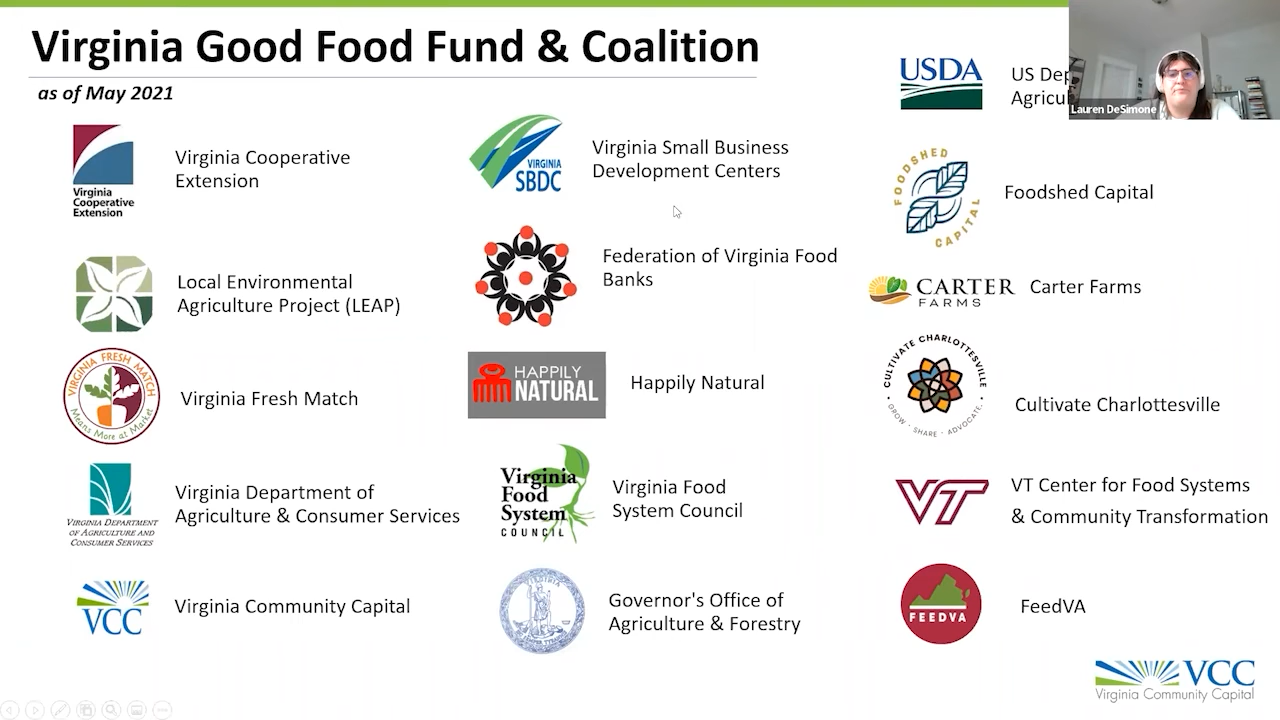 Virginia Good Food Fund & Coalition
as of May 2021
Virginia
Cooperative
Extension
Virginia Cooperative
Extension
Local Environmental
Agriculture Project (LEAP)
VIRGINIA FRESH MATCH
Means More at Market
Virginia Fresh Match
VIRGINIA DEPARTMENT
OF AGRICULTURE AND
CONSUMER SERVICES
Virginia Department of
Agriculture & Consumer Services
VCC
Virginia Community Capital
VIRGINIA
SBDC
Virginia Small Business
Development Centers
Federation of Virginia Food
Banks
HAPPILY
NATURAL
Happily Natural
Virginia
Food
System
COUNCIL
Virginia Food
System Council
VIRGINIA
Governor's Office of
Agriculture & Forestry
USDA
US Dep
Agricul
Lauren DeSimone
FOODSHED
CAPITAL
Foodshed Capital
CARTER
FARMS
Carter Farms
CULTIVATE CHARLOTTESVILLE
· GROW · SHARE · ADVOCATE ·
Cultivate Charlottesville
VT
VT Center for Food Systems
& Community Transformation
FEEDVA
FeedVA
VCC
Virginia Community Capital